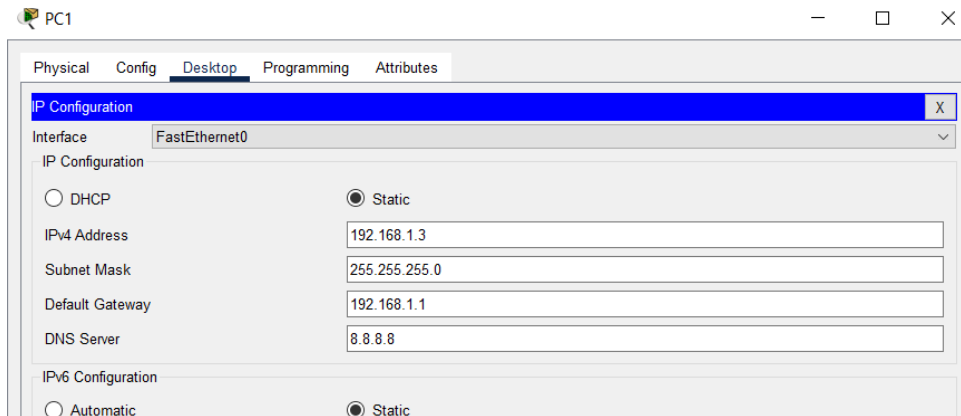 PC1
Physical Config Desktop Programming Attributes
IP Configuration X
Interface FastEthernet0
IP Configuration
DHCP Static
IPv4 Address 192.168.1.3
Subnet Mask 255.255.255.0
Default Gateway 192.168.1.1
DNS Server 8.8.8.8
IPv6 Configuration
Automatic Static